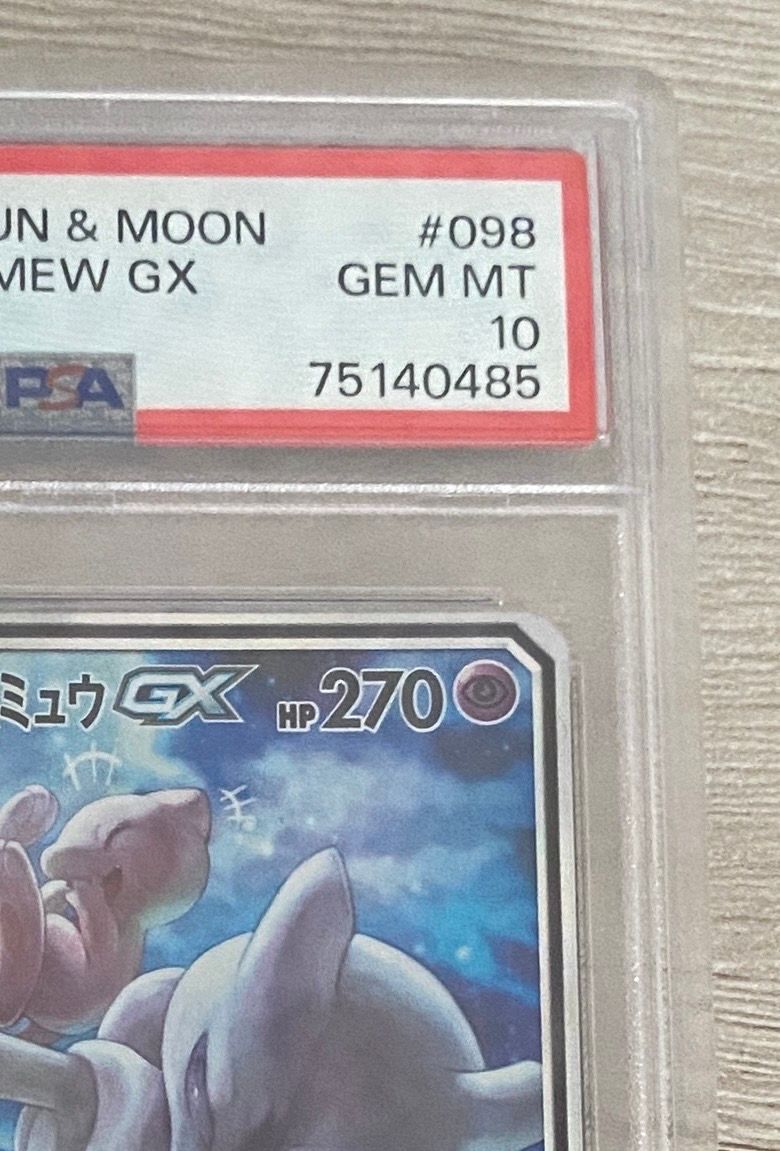 UN & MOON #098
MEW GX GEM MT
10
PSA 75140485
ミュウGX HP270